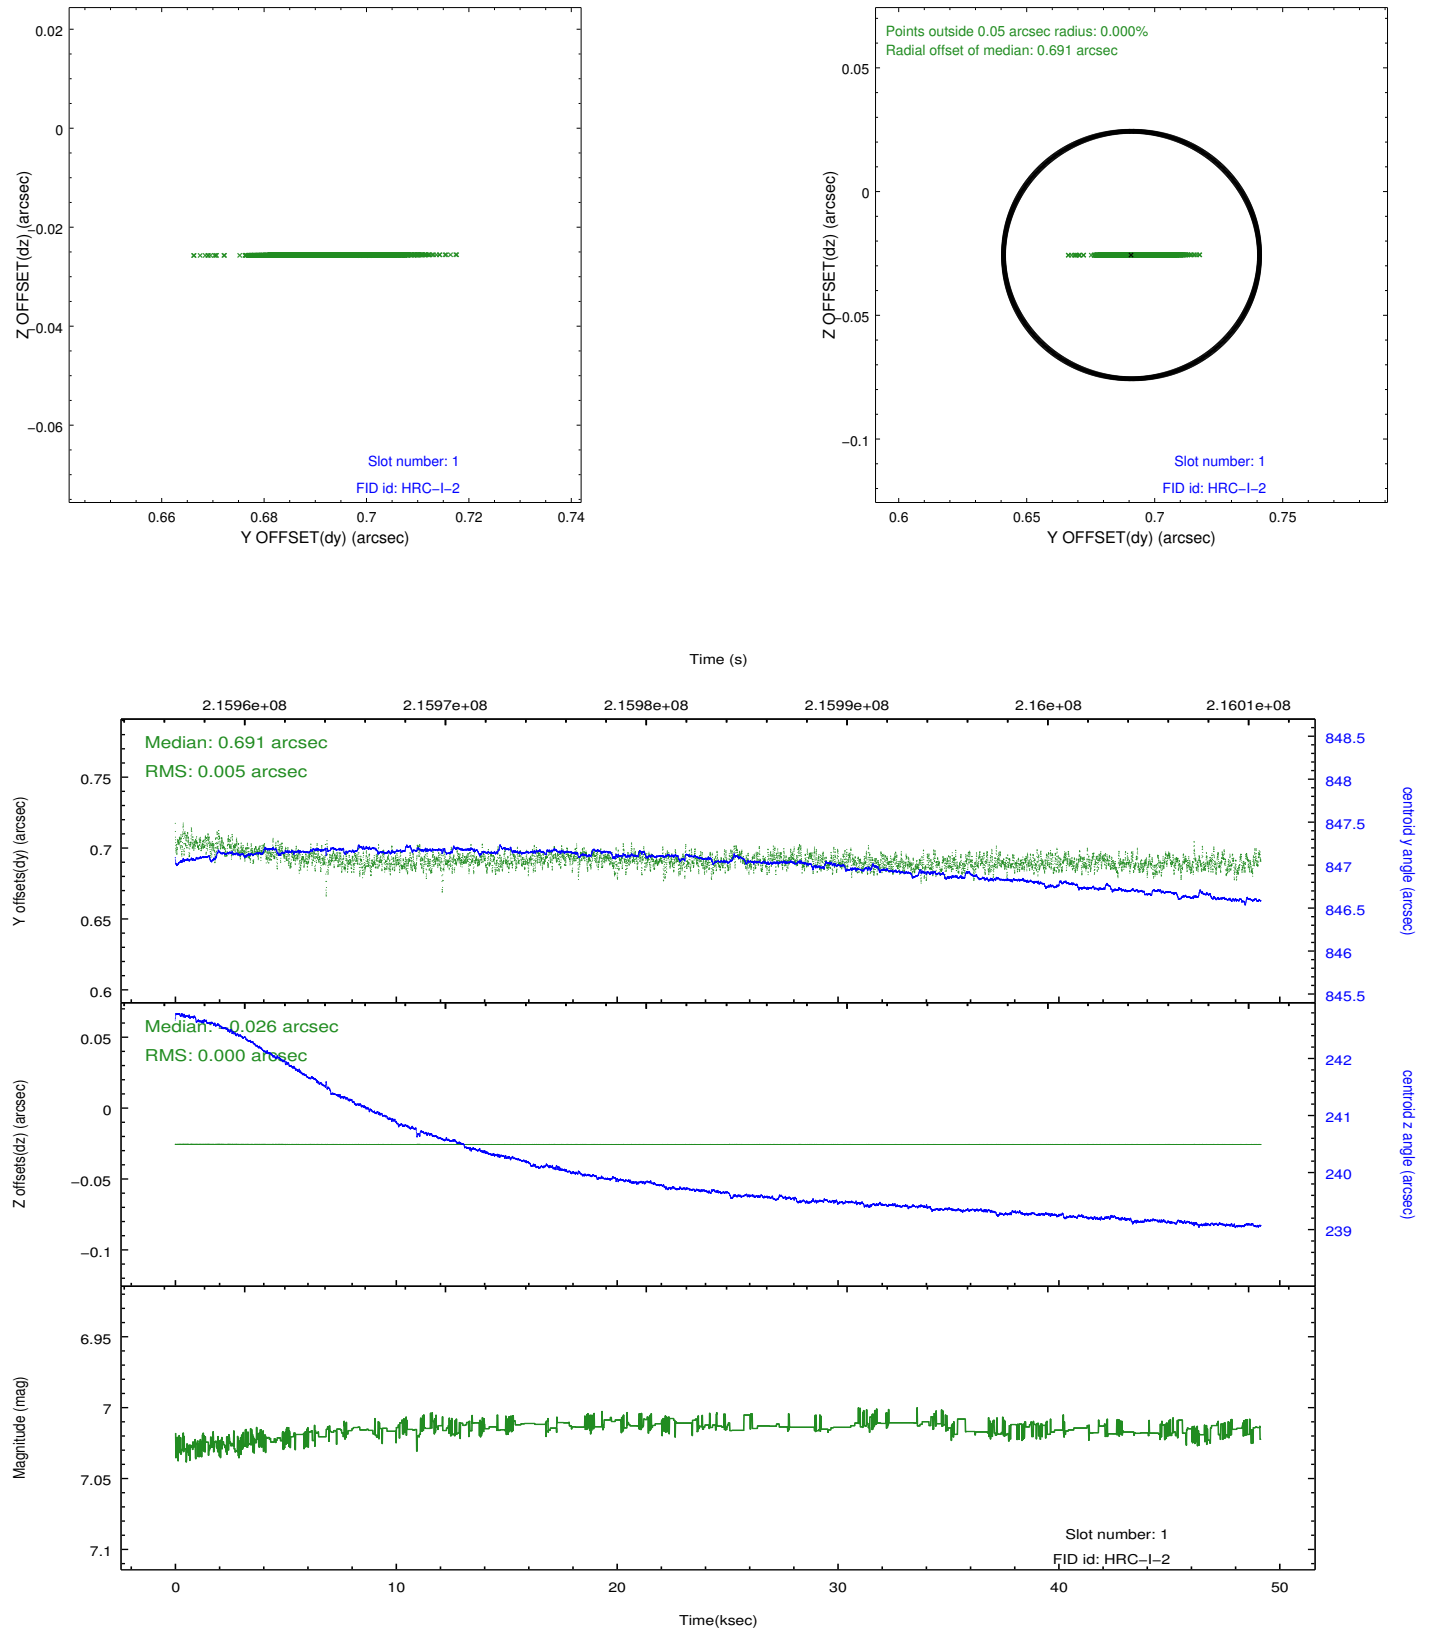 0.02
0
−0.02
−0.04
−0.06
Z OFFSET(dz) (arcsec)
Slot number: 1
FID id: HRC−I−2
0.66 0.68 0.7 0.72 0.74
Y OFFSET(dy) (arcsec)
Points outside 0.05 arcsec radius: 0.000%
Radial offset of median: 0.691 arcsec
0.05
0
−0.05
−0.1
Z OFFSET(dz) (arcsec)
Slot number: 1
FID id: HRC−I−2
0.6 0.65 0.7 0.75
Y OFFSET(dy) (arcsec)
Time (s)
2.1596e+08 2.1597e+08 2.1598e+08 2.1599e+08 2.16e+08 2.1601e+08
Median: 0.691 arcsec
RMS: 0.005 arcsec
0.75
0.7
0.65
0.6
Y offsets(dy) (arcsec)
848.5
848
847.5
847
846.5
846
845.5
centroid y angle (arcsec)
Median: −0.026 arcsec
RMS: 0.000 arcsec
0.05
0
−0.05
−0.1
Z offsets(dz) (arcsec)
242
241
240
239
centroid z angle (arcsec)
6.95
7
7.05
7.1
Magnitude (mag)
Slot number: 1
FID id: HRC−I−2
0 10 20 30 40 50
Time(ksec)